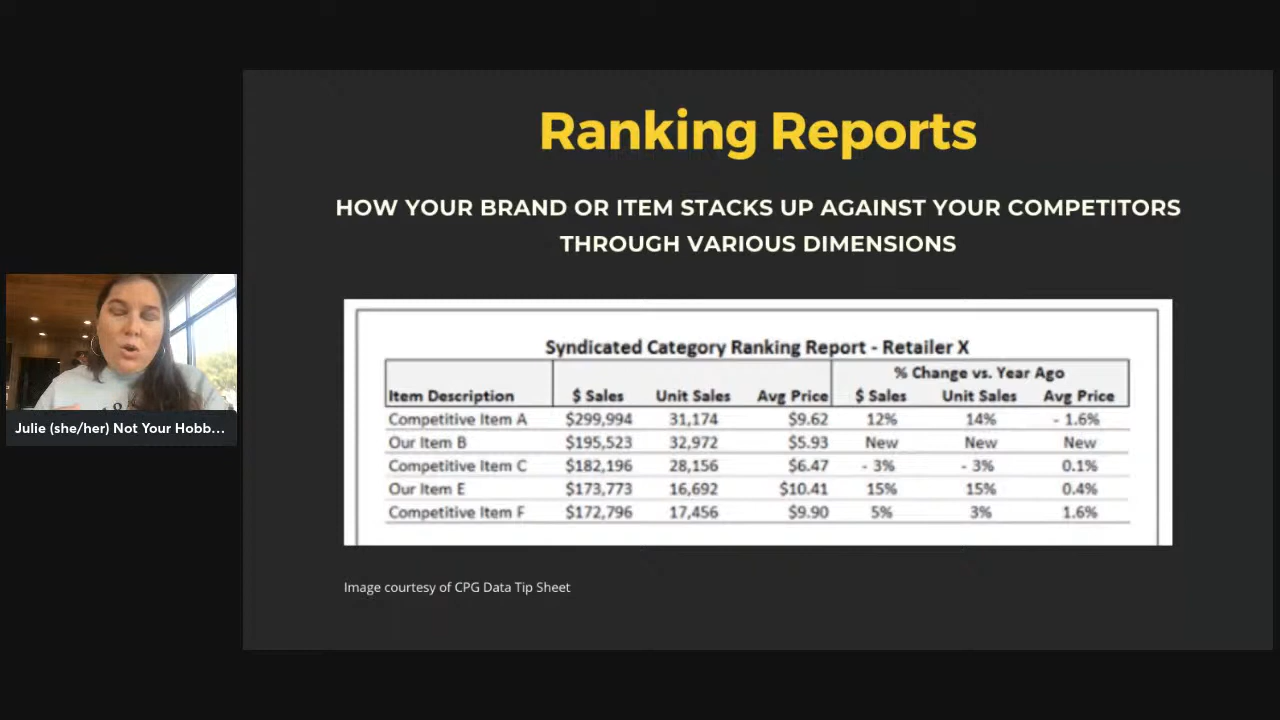 Ranking Reports
HOW YOUR BRAND OR ITEM STACKS UP AGAINST YOUR COMPETITORS
THROUGH VARIOUS DIMENSIONS
Syndicated Category Ranking Report - Retailer X
% Change vs. Year Ago
Item Description $ Sales Unit Sales Avg Price $ Sales Unit Sales Avg Price
Competitive Item A $299,994 31,174 $9.62 12% 14% - 1.6%
Our Item B $195,523 32,972 $5.93 New New New
Competitive Item C $182,196 28,156 $6.47 - 3% - 3% 0.1%
Our Item E $173,773 16,692 $10.41 15% 15% 0.4%
Competitive Item F $172,796 17,456 $9.90 5% 3% 1.6%
Image courtesy of CPG Data Tip Sheet
Julie (she/her) Not Your Hobb...